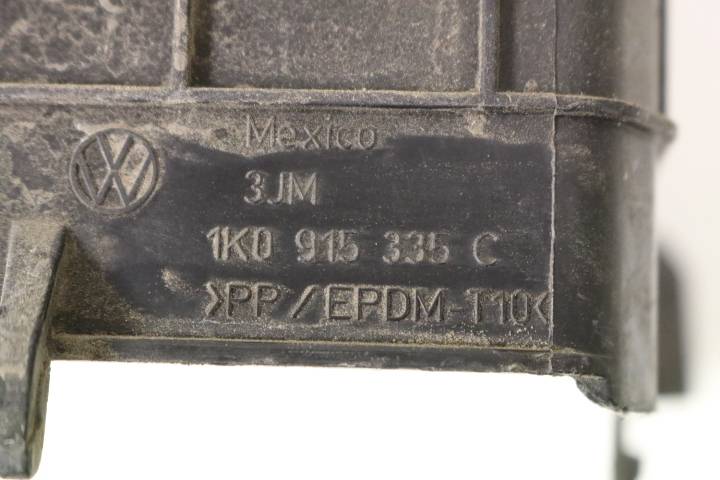 Mexico
3JM
1K0 915 335 C
>PP/EPDM-T10<